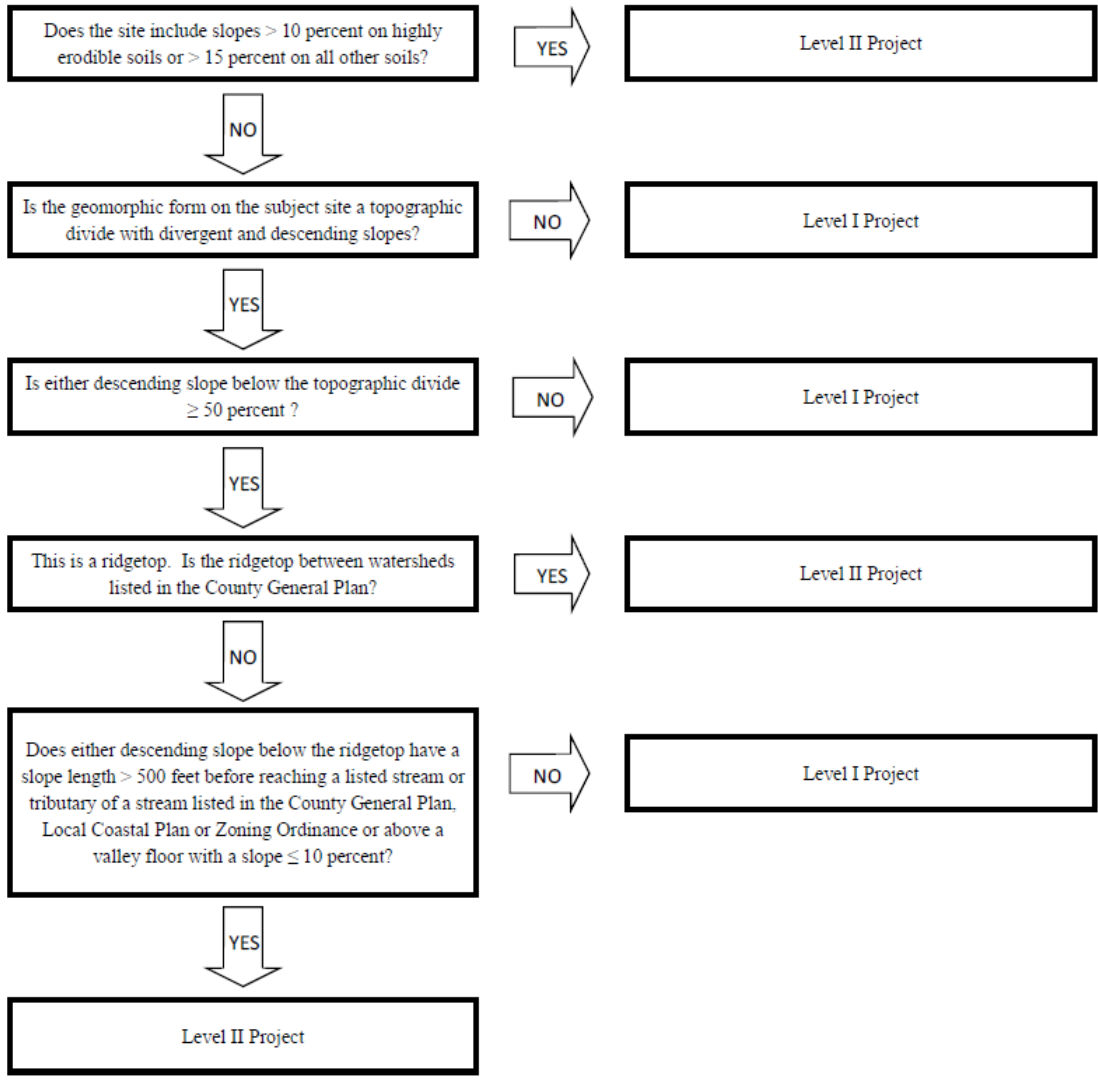 Does the site include slopes > 10 percent on highly
erodible soils or > 15 percent on all other soils?
YES
Level II Project
NO
Is the geomorphic form on the subject site a topographic
divide with divergent and descending slopes?
NO
Level I Project
YES
Is either descending slope below the topographic divide
≥ 50 percent ?
NO
Level I Project
YES
This is a ridgetop. Is the ridgetop between watersheds
listed in the County General Plan?
YES
Level II Project
NO
Does either descending slope below the ridgetop have a
slope length > 500 feet before reaching a listed stream or
tributary of a stream listed in the County General Plan,
Local Coastal Plan or Zoning Ordinance or above a
valley floor with a slope ≤ 10 percent?
NO
Level I Project
YES
Level II Project